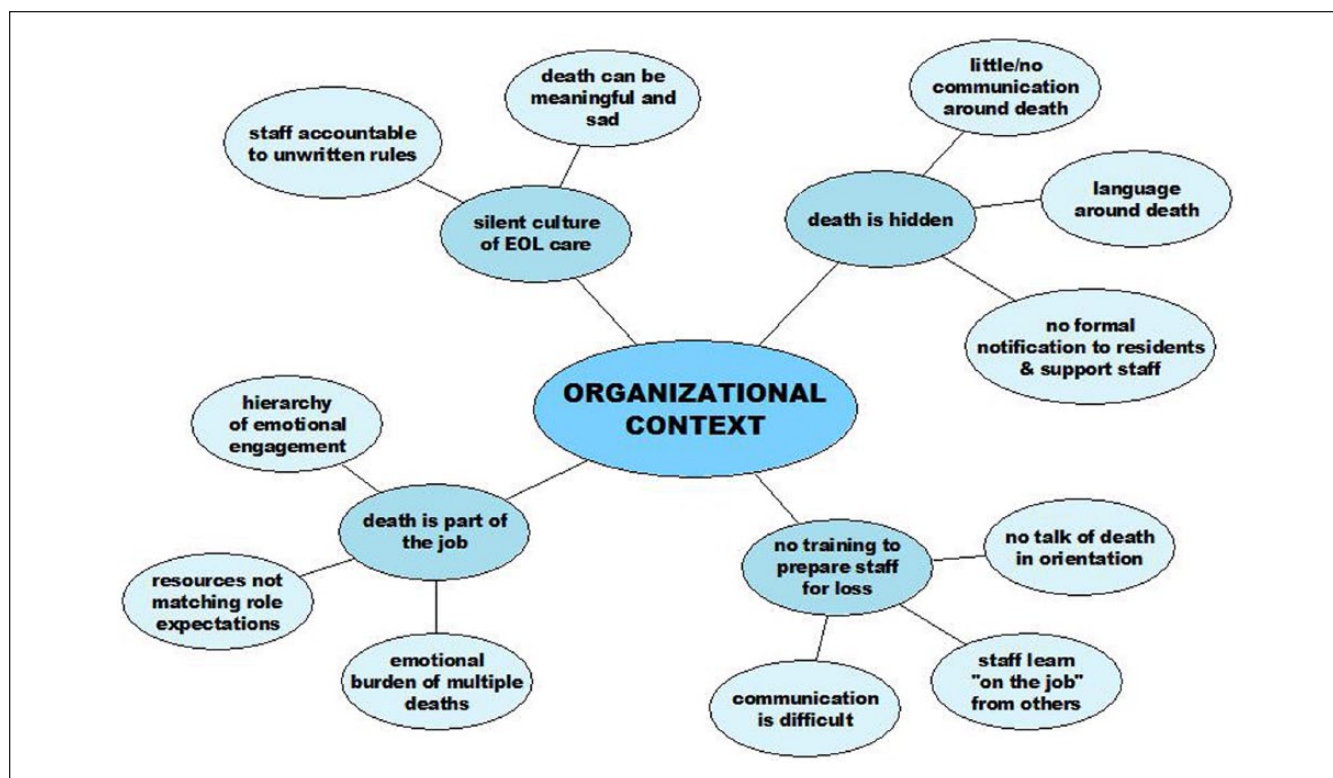 death can be
meaningful and
sad
staff accountable
to unwritten rules
silent culture
of EOL care
little/no
communication
around death
language
around death
death is hidden
no formal
notification to residents
& support staff
ORGANIZATIONAL
CONTEXT
hierarchy
of emotional
engagement
death is part of
the job
resources not
matching role
expectations
emotional
burden of multiple
deaths
no training to
prepare staff
for loss
no talk of death
in orientation
staff learn
"on the job"
from others
communication
is difficult